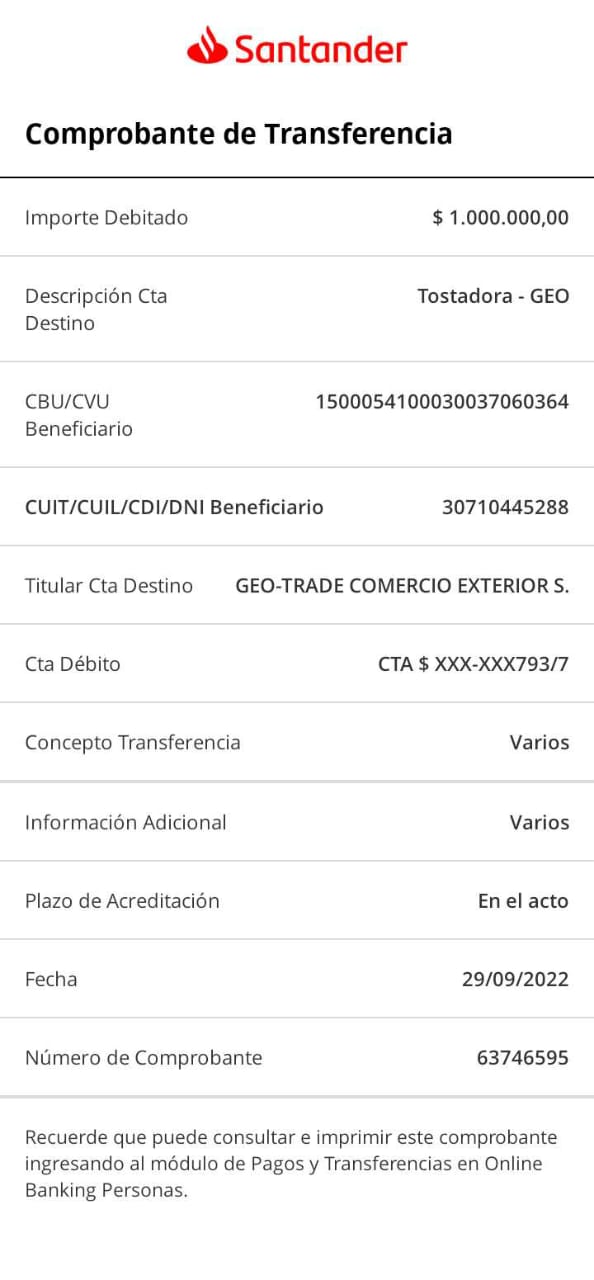 Santander
Comprobante de Transferencia
Importe Debitado $ 1.000.000,00
Descripción Cta
Destino
Tostadora - GEO
CBU/CVU
Beneficiario
1500054100030037060364
CUIT/CUIL/CDI/DNI Beneficiario 30710445288
Titular Cta Destino GEO-TRADE COMERCIO EXTERIOR S.
Cta Débito CTA $ XXX-XXX793/7
Concepto Transferencia Varios
Información Adicional Varios
Plazo de Acreditación En el acto
Fecha 29/09/2022
Número de Comprobante 63746595
Recuerde que puede consultar e imprimir este comprobante
ingresando al módulo de Pagos y Transferencias en Online
Banking Personas.